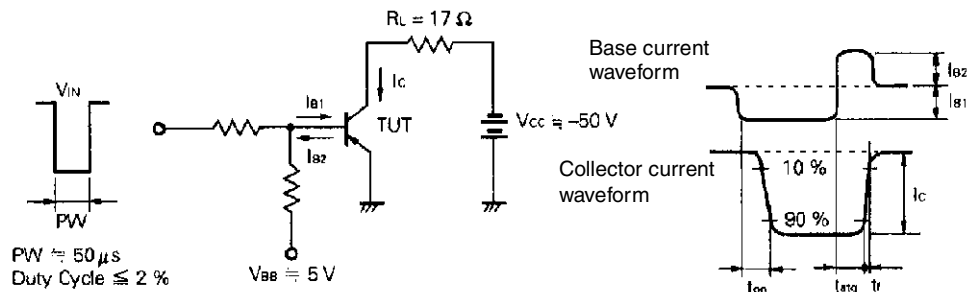 RL = 17 Ω
VIN
IB1
IC
TUT
IB2
VCC ≒ –50 V
PW
PW ≒ 50 μs
Duty Cycle ≦ 2 %
VBB ≒ 5 V
Base current
waveform
IB2
IB1
Collector current
waveform
10 %
90 %
IC
ton
tstg
tf